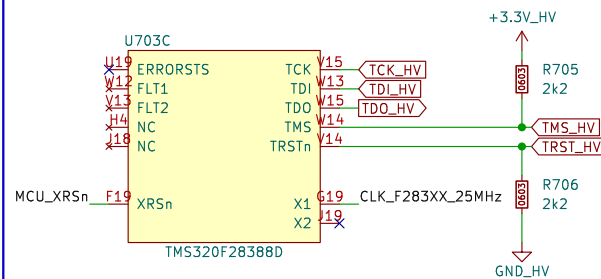 +3.3V_HV
U703C
U19 ERRORSTS TCK V15 TCK_HV
W12 FLT1 TDI W13 TDI_HV
V13 FLT2 TDO W15 TDO_HV
H4 NC TMS W14 TMS_HV
J18 NC TRSTn V14 TRST_HV
0603 R705
2k2
MCU_XRSn F19 XRSn X1 G19 CLK_F283XX_25MHz
X2 J19
0603 R706
2k2
TMS320F28388D
GND_HV